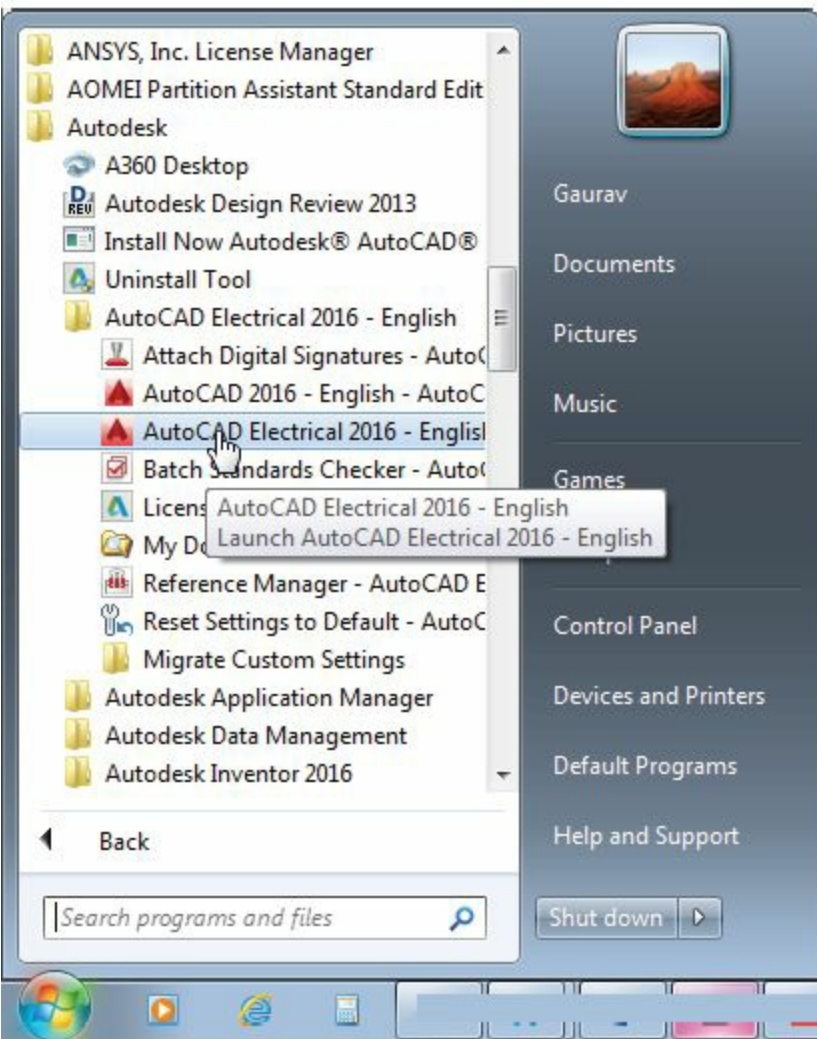 ANSYS, Inc. License Manager
AOMEI Partition Assistant Standard Edit
Autodesk
A360 Desktop
Autodesk Design Review 2013
Install Now Autodesk® AutoCAD®
Uninstall Tool
AutoCAD Electrical 2016 - English
Attach Digital Signatures - Auto
AutoCAD 2016 - English - AutoC
AutoCAD Electrical 2016 - Englis
Batch Standards Checker - Auto
Licens
My Do
AutoCAD Electrical 2016 - English
Launch AutoCAD Electrical 2016 - English
Reference Manager - AutoCAD E
Reset Settings to Default - AutoC
Migrate Custom Settings
Autodesk Application Manager
Autodesk Data Management
Autodesk Inventor 2016
Back
Search programs and files
Gaurav
Documents
Pictures
Music
Games
Control Panel
Devices and Printers
Default Programs
Help and Support
Shut down